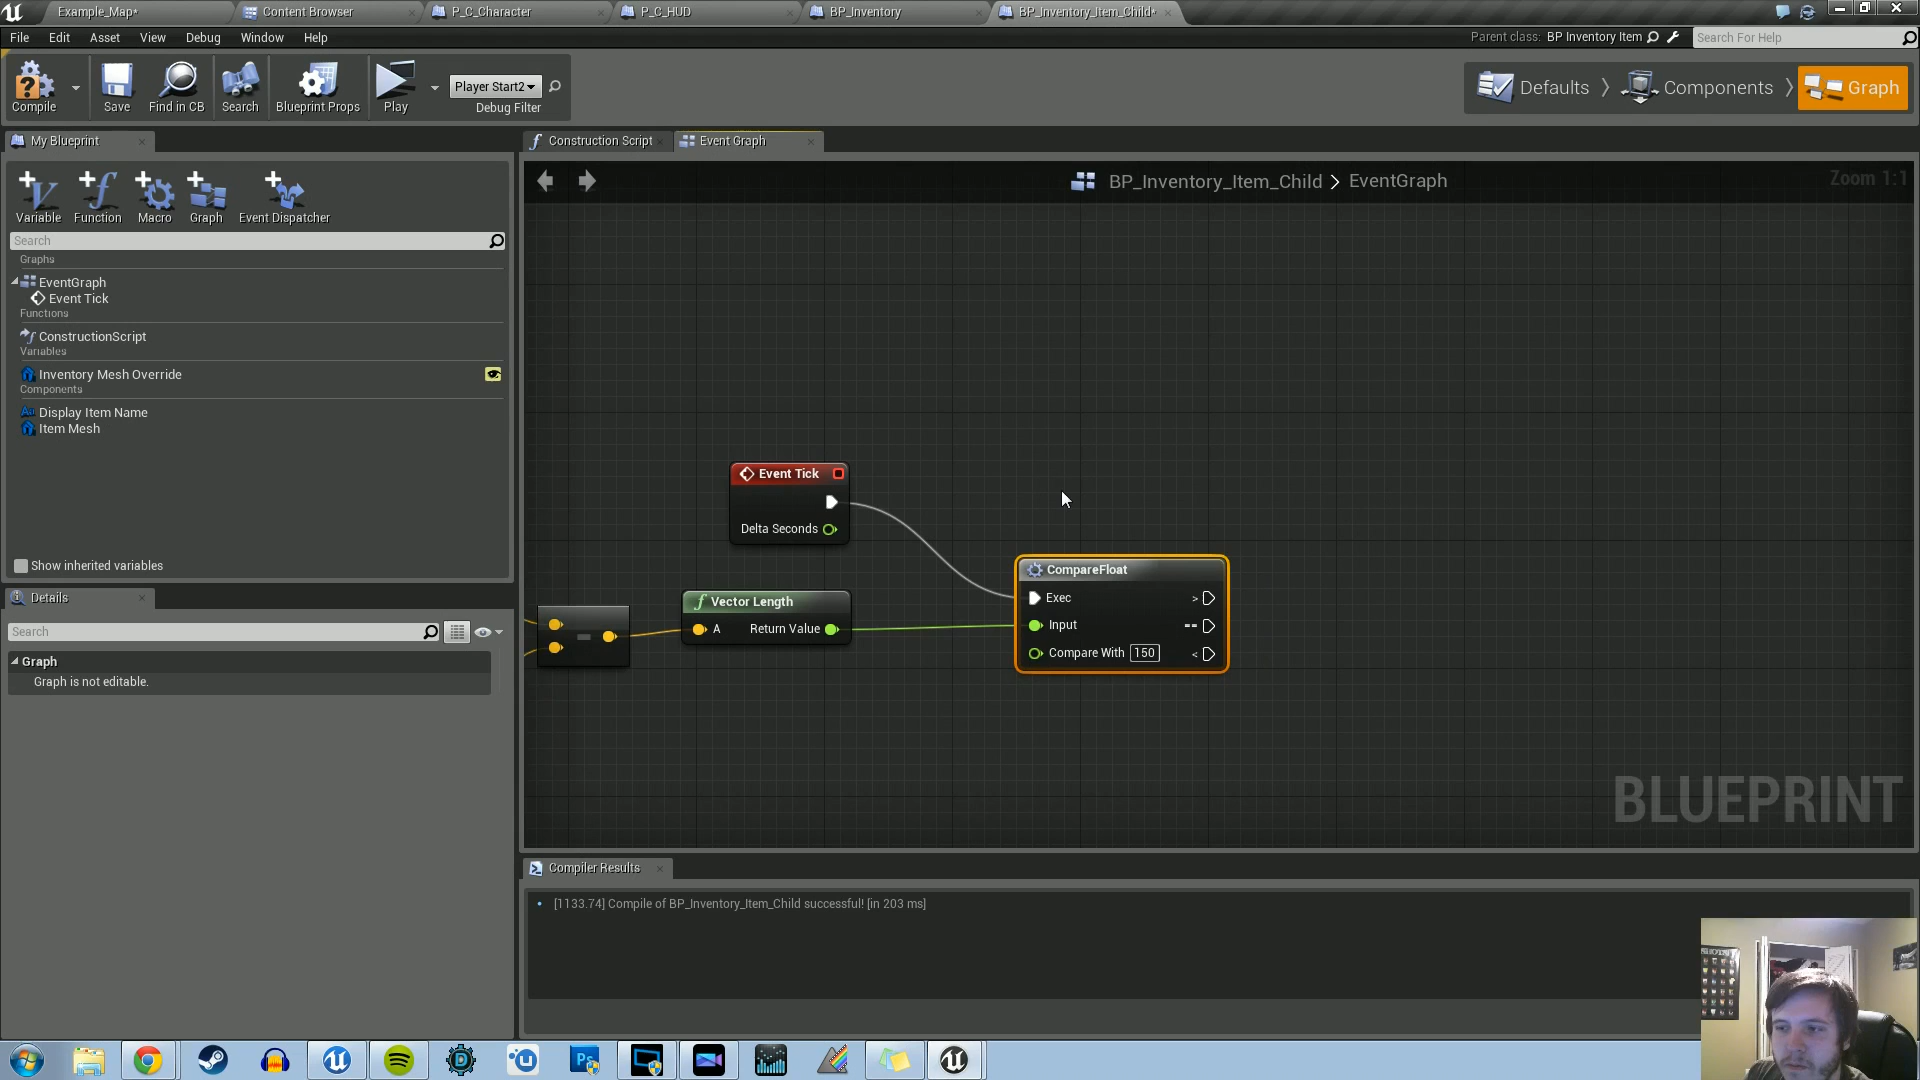 Example_Map*
Content Browser
P_C_Character
P_C_HUD
BP_Inventory
BP_Inventory_Item_Child*
File Edit Asset View Debug Window Help
Parent class: BP Inventory Item
Search For Help
Compile
Save
Find in CB
Search
Blueprint Props
Play
Player Start2
Debug Filter
Defaults
Components
Graph
My Blueprint
Construction Script
Event Graph
Variable
Function
Macro
Graph
Event Dispatcher
BP_Inventory_Item_Child > EventGraph
Zoom 1:1
Search
Graphs
EventGraph
Event Tick
Functions
ConstructionScript
Variables
Inventory Mesh Override
Components
Display Item Name
Item Mesh
Show inherited variables
Details
Search
Graph
Graph is not editable.
Event Tick
Delta Seconds
Vector Length
A Return Value
CompareFloat
Exec >
Input ==
Compare With 150 <
BLUEPRINT
Compiler Results
[1133.74] Compile of BP_Inventory_Item_Child successful! [in 203 ms]
Ps